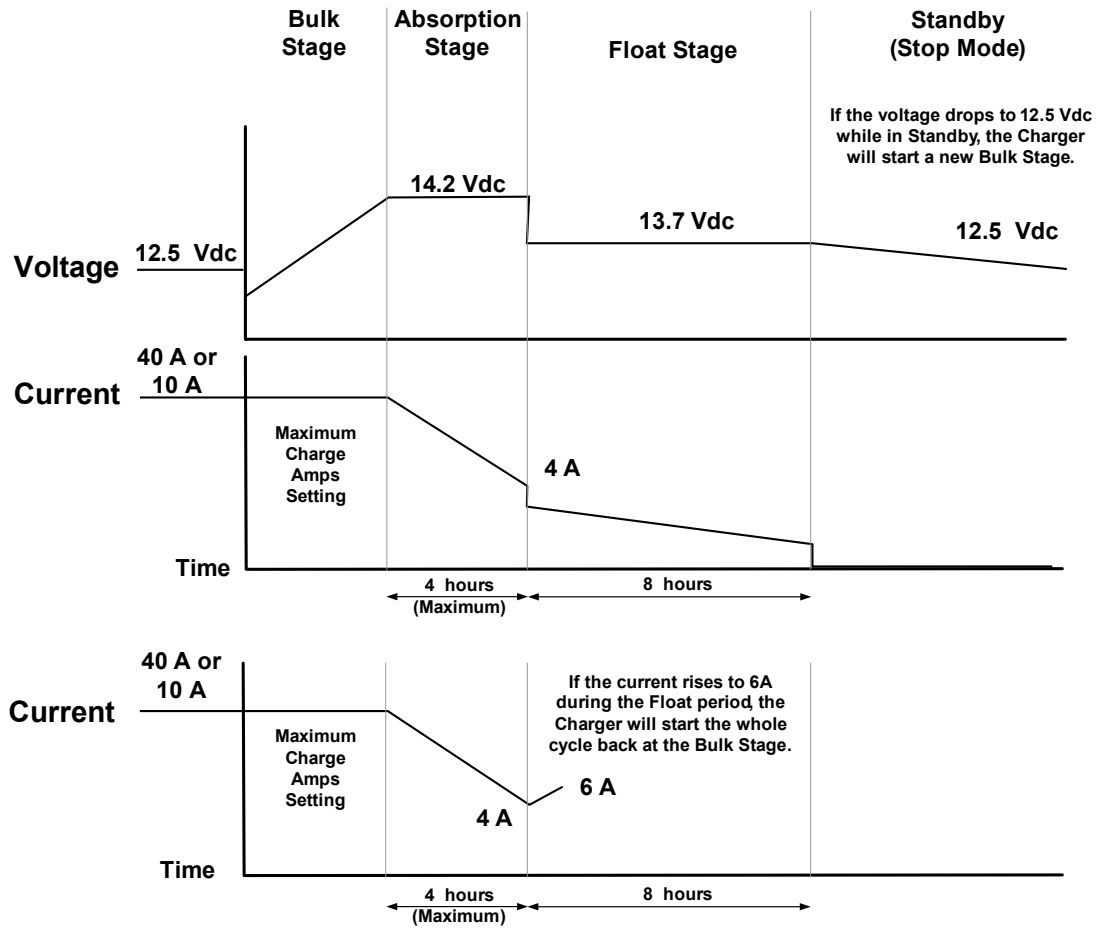 Bulk
Stage
Absorption
Stage
Float Stage
Standby
(Stop Mode)
If the voltage drops to 12.5 Vdc
while in Standby, the Charger
will start a new Bulk Stage.
14.2 Vdc
13.7 Vdc
12.5 Vdc
12.5 Vdc
Voltage
40 A or
10 A
Current
Maximum
Charge
Amps
Setting
4 A
Time
4 hours
(Maximum)
8 hours
40 A or
10 A
Current
Maximum
Charge
Amps
Setting
If the current rises to 6A
during the Float period, the
Charger will start the whole
cycle back at the Bulk Stage.
6 A
4 A
Time
4 hours
(Maximum)
8 hours